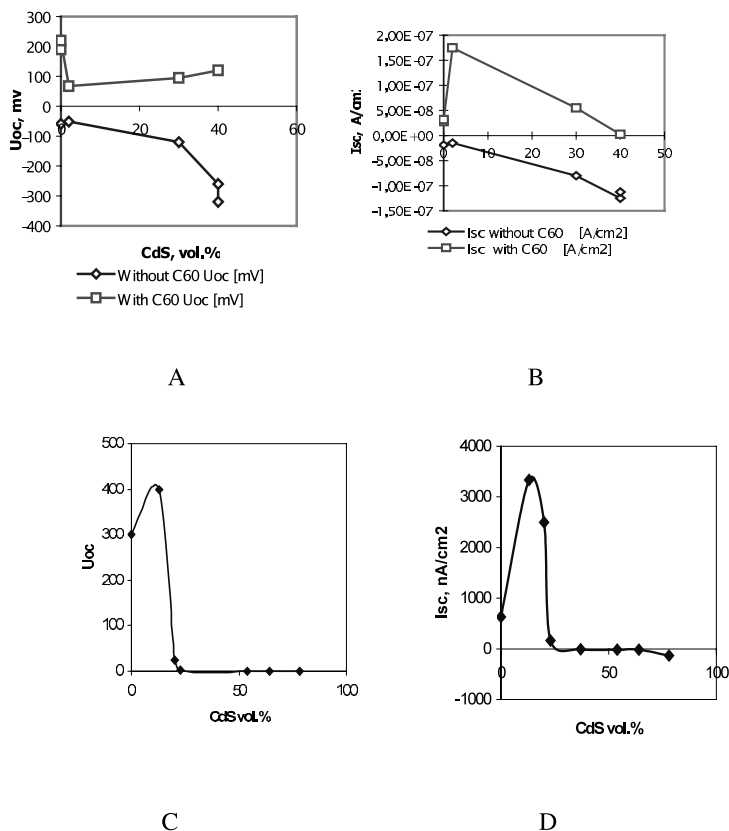 300
200
100
0
-100
-200
-300
-400
0
20
40
60
Uoc, mv
CdS, vol.%
Without C60 Uoc [mV]
With C60 Uoc [mV]
A
2,00E-07
1,50E-07
1,00E-07
5,00E-08
0,00E+00
-5,00E-08
-1,00E-07
-1,50E-07
0
10
20
30
40
50
Isc, A/cm
Isc without C60 [A/cm2]
Isc with C60 [A/cm2]
B
500
400
300
200
100
0
0
50
100
Uoc
CdS vol.%
C
4000
3000
2000
1000
0
-1000
0
50
100
Isc, nA/cm2
CdS vol.%
D